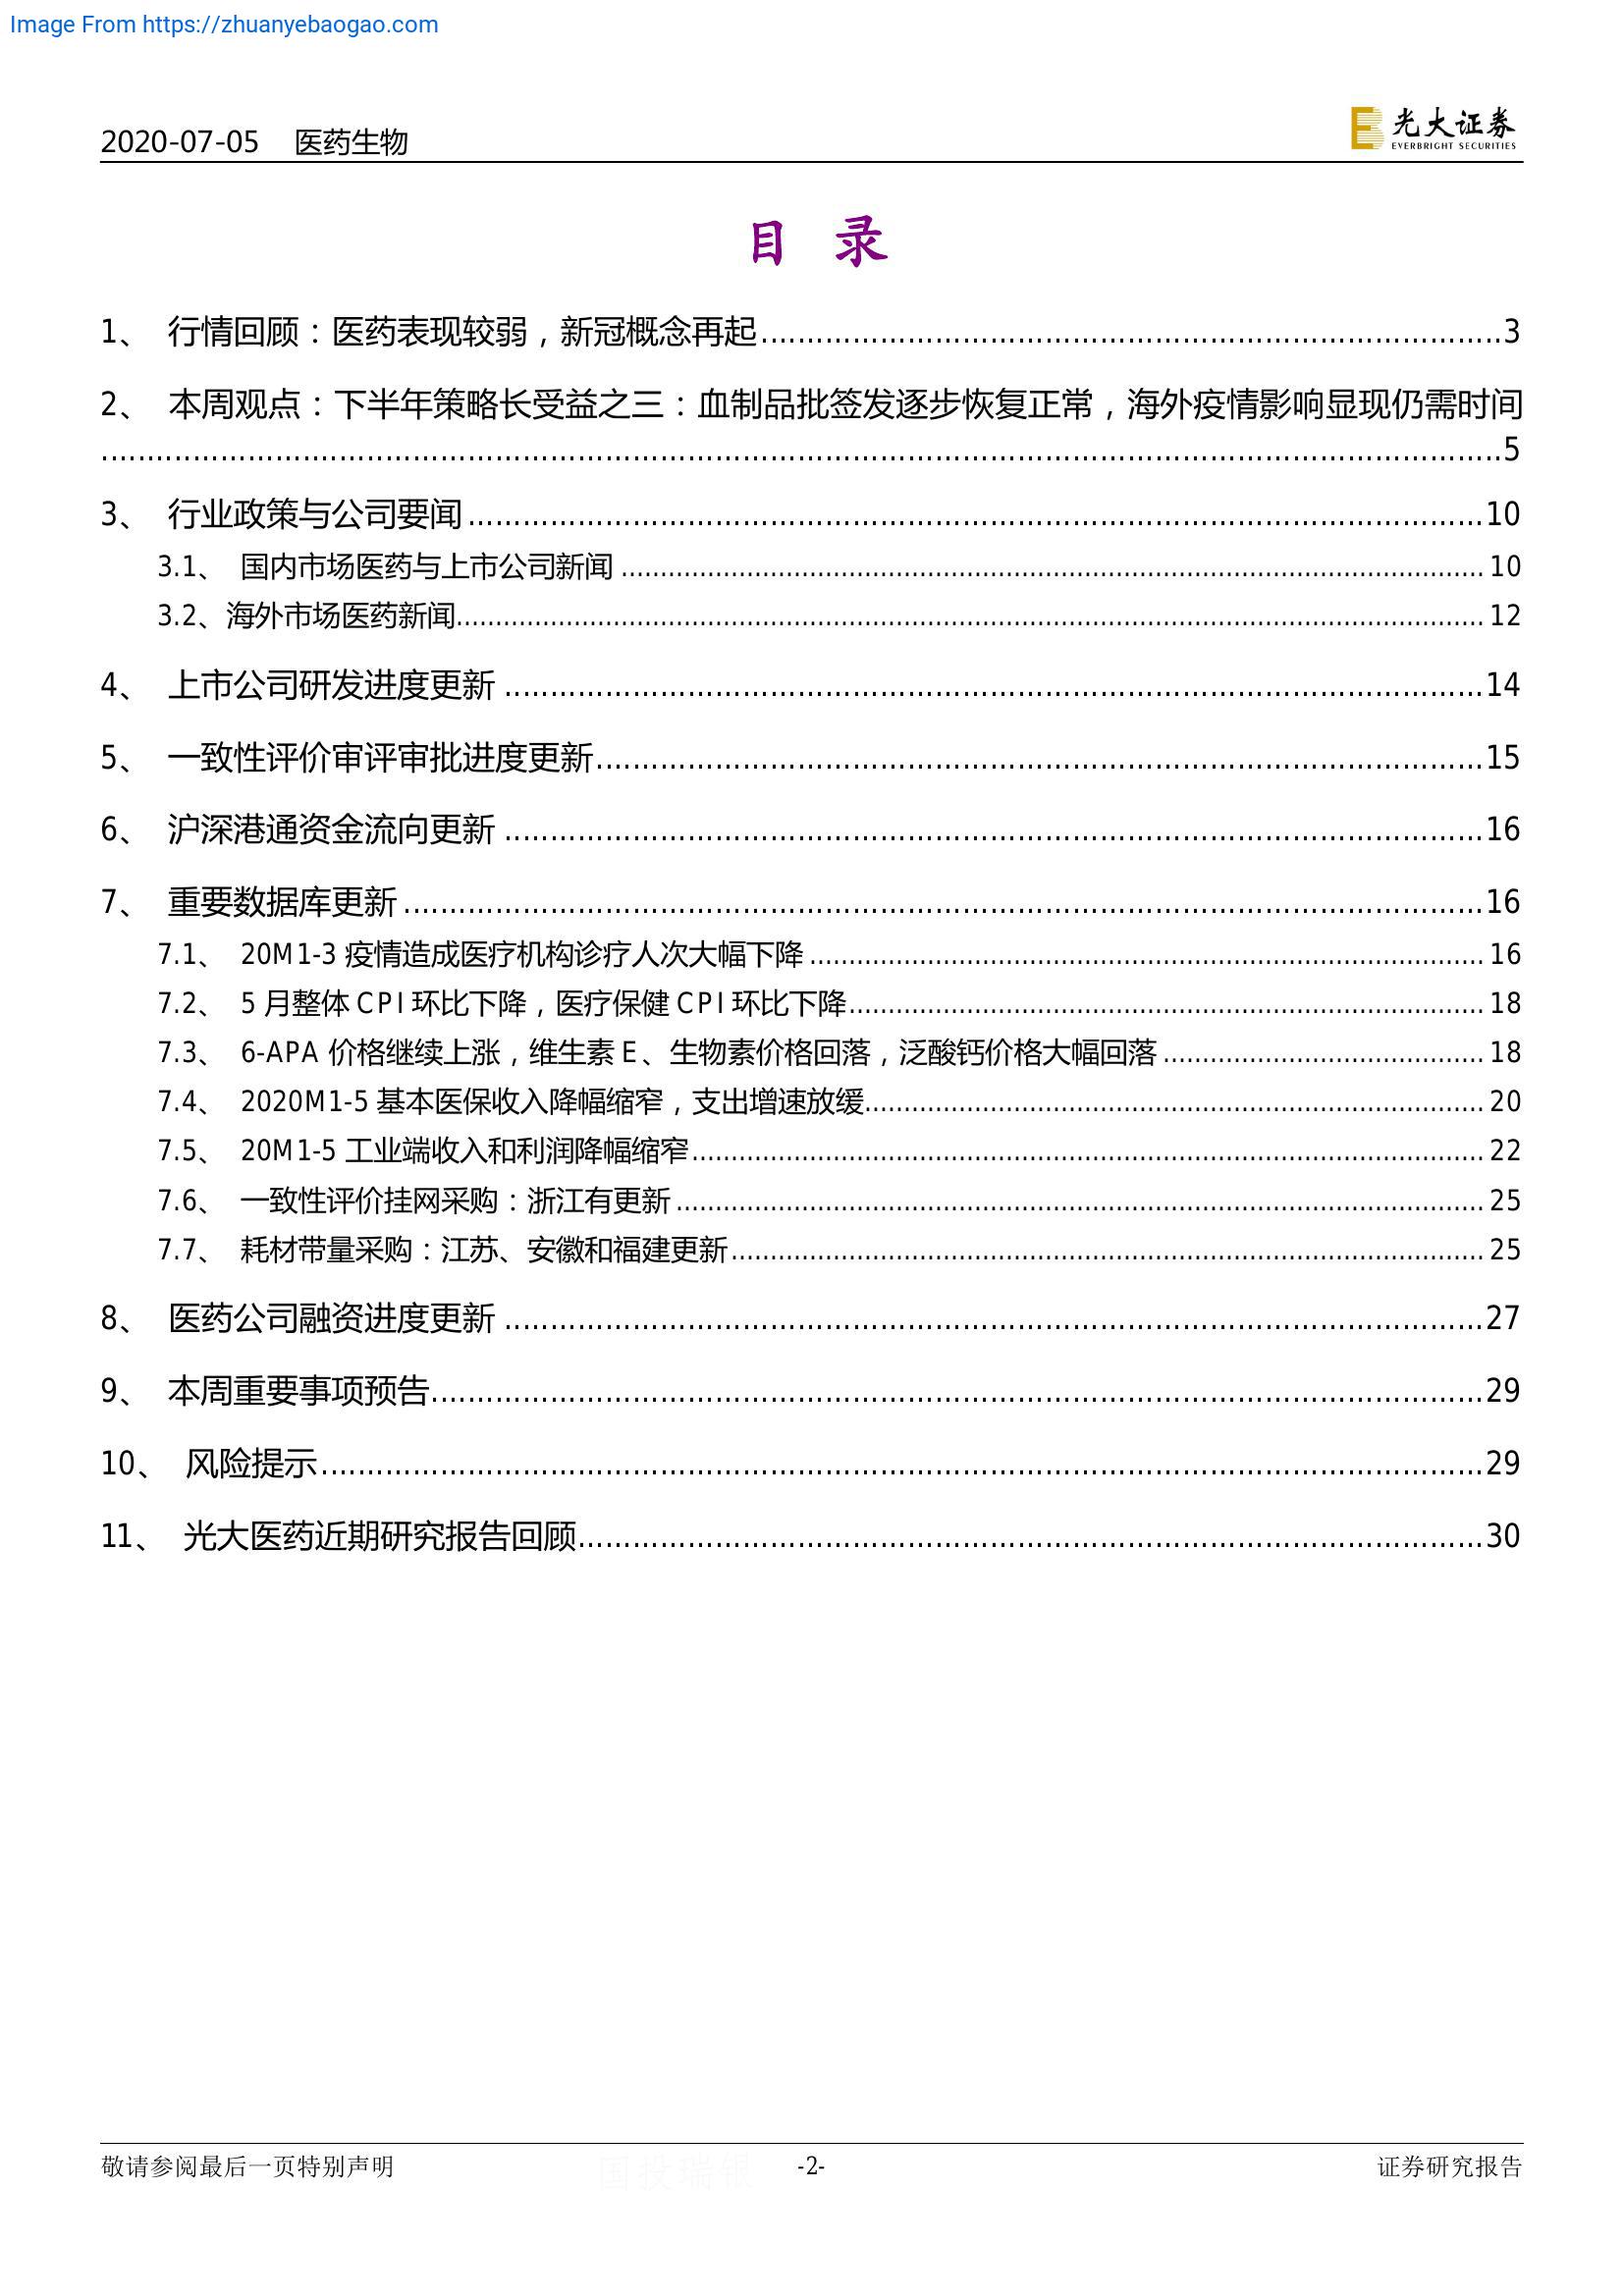 Image From https://zhuanyebaogao.com
2020-07-05 医药生物
光大证券
EVERBRIGHT SECURITIES
目 录
1、 行情回顾：医药表现较弱，新冠概念再起..........3
2、 本周观点：下半年策略长受益之三：血制品批签发逐步恢复正常，海外疫情影响显现仍需时间
..........5
3、 行业政策与公司要闻..........10
3.1、 国内市场医药与上市公司新闻..........10
3.2、海外市场医药新闻..........12
4、 上市公司研发进度更新..........14
5、 一致性评价审评审批进度更新..........15
6、 沪深港通资金流向更新..........16
7、 重要数据库更新..........16
7.1、 20M1-3 疫情造成医疗机构诊疗人次大幅下降..........16
7.2、 5 月整体 CPI 环比下降，医疗保健 CPI 环比下降..........18
7.3、 6-APA 价格继续上涨，维生素 E、生物素价格回落，泛酸钙价格大幅回落..........18
7.4、 2020M1-5 基本医保收入降幅缩窄，支出增速放缓..........20
7.5、 20M1-5 工业端收入和利润降幅缩窄..........22
7.6、 一致性评价挂网采购：浙江有更新..........25
7.7、 耗材带量采购：江苏、安徽和福建更新..........25
8、 医药公司融资进度更新..........27
9、 本周重要事项预告..........29
10、 风险提示..........29
11、 光大医药近期研究报告回顾..........30
敬请参阅最后一页特别声明 国投瑞银 -2- 证券研究报告